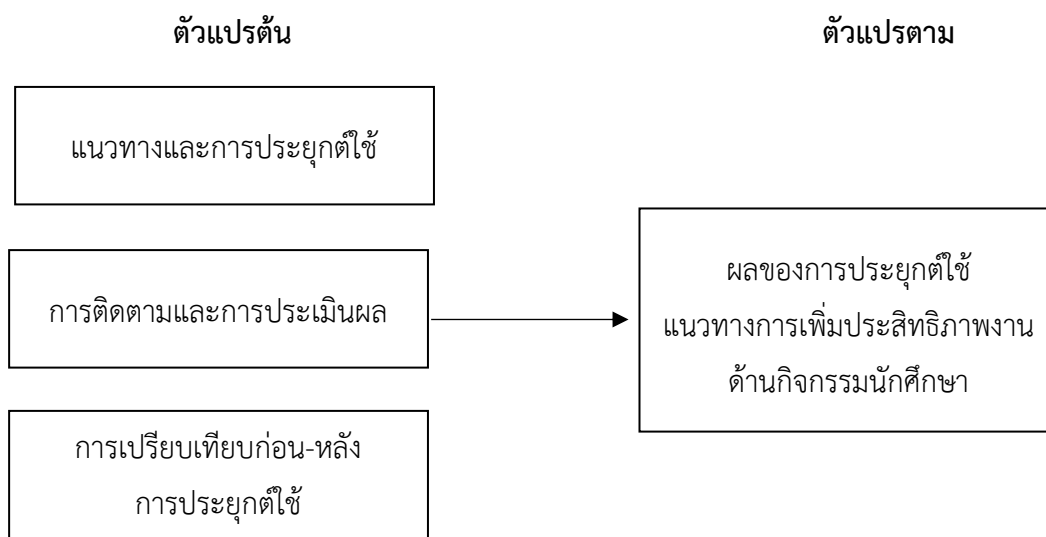 ตัวแปรต้น
ตัวแปรตาม
แนวทางและการประยุกต์ใช้
การติดตามและการประเมินผล
การเปรียบเทียบก่อน-หลัง
การประยุกต์ใช้
ผลของการประยุกต์ใช้
แนวทางการเพิ่มประสิทธิภาพงาน
ด้านกิจกรรมนักศึกษา